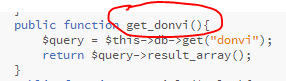 public function get_donvi(){
$query = $this->db->get("donvi");
return $query->result_array();
}